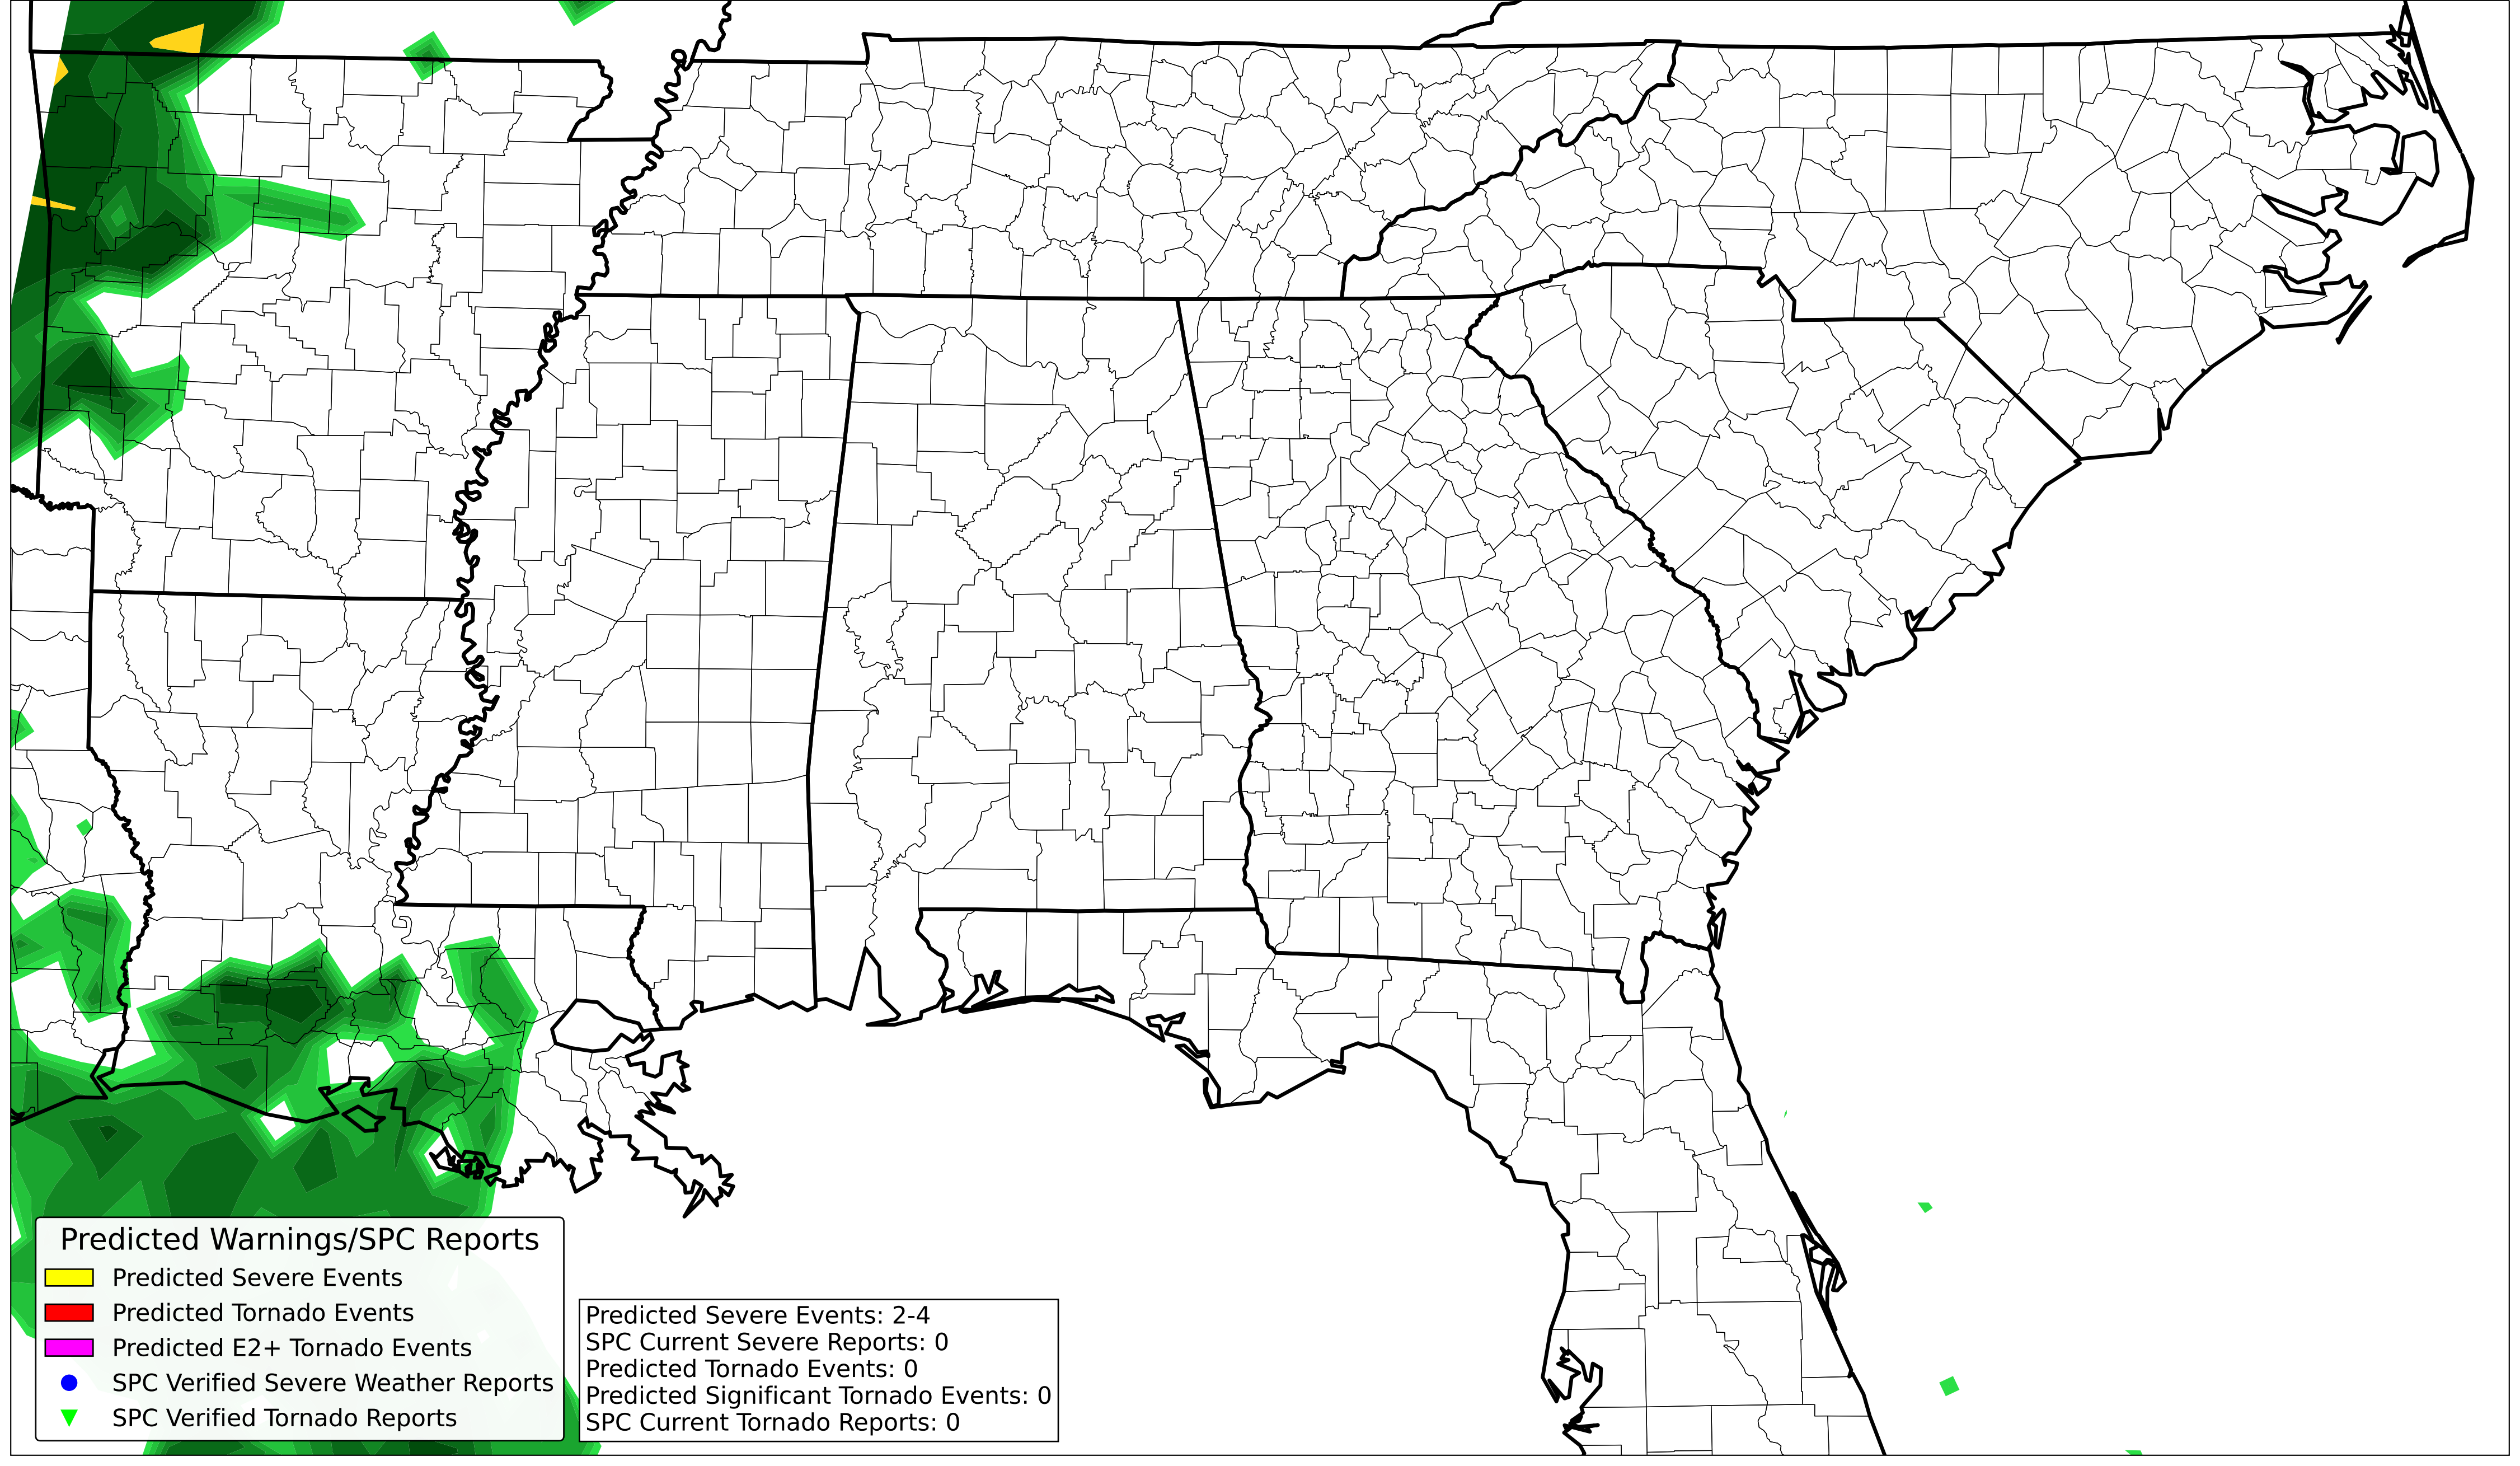 Predicted Warnings/SPC Reports
Predicted Severe Events
Predicted Tornado Events
Predicted E2+ Tornado Events
SPC Verified Severe Weather Reports
SPC Verified Tornado Reports
Predicted Severe Events: 2-4
SPC Current Severe Reports: 0
Predicted Tornado Events: 0
Predicted Significant Tornado Events: 0
SPC Current Tornado Reports: 0